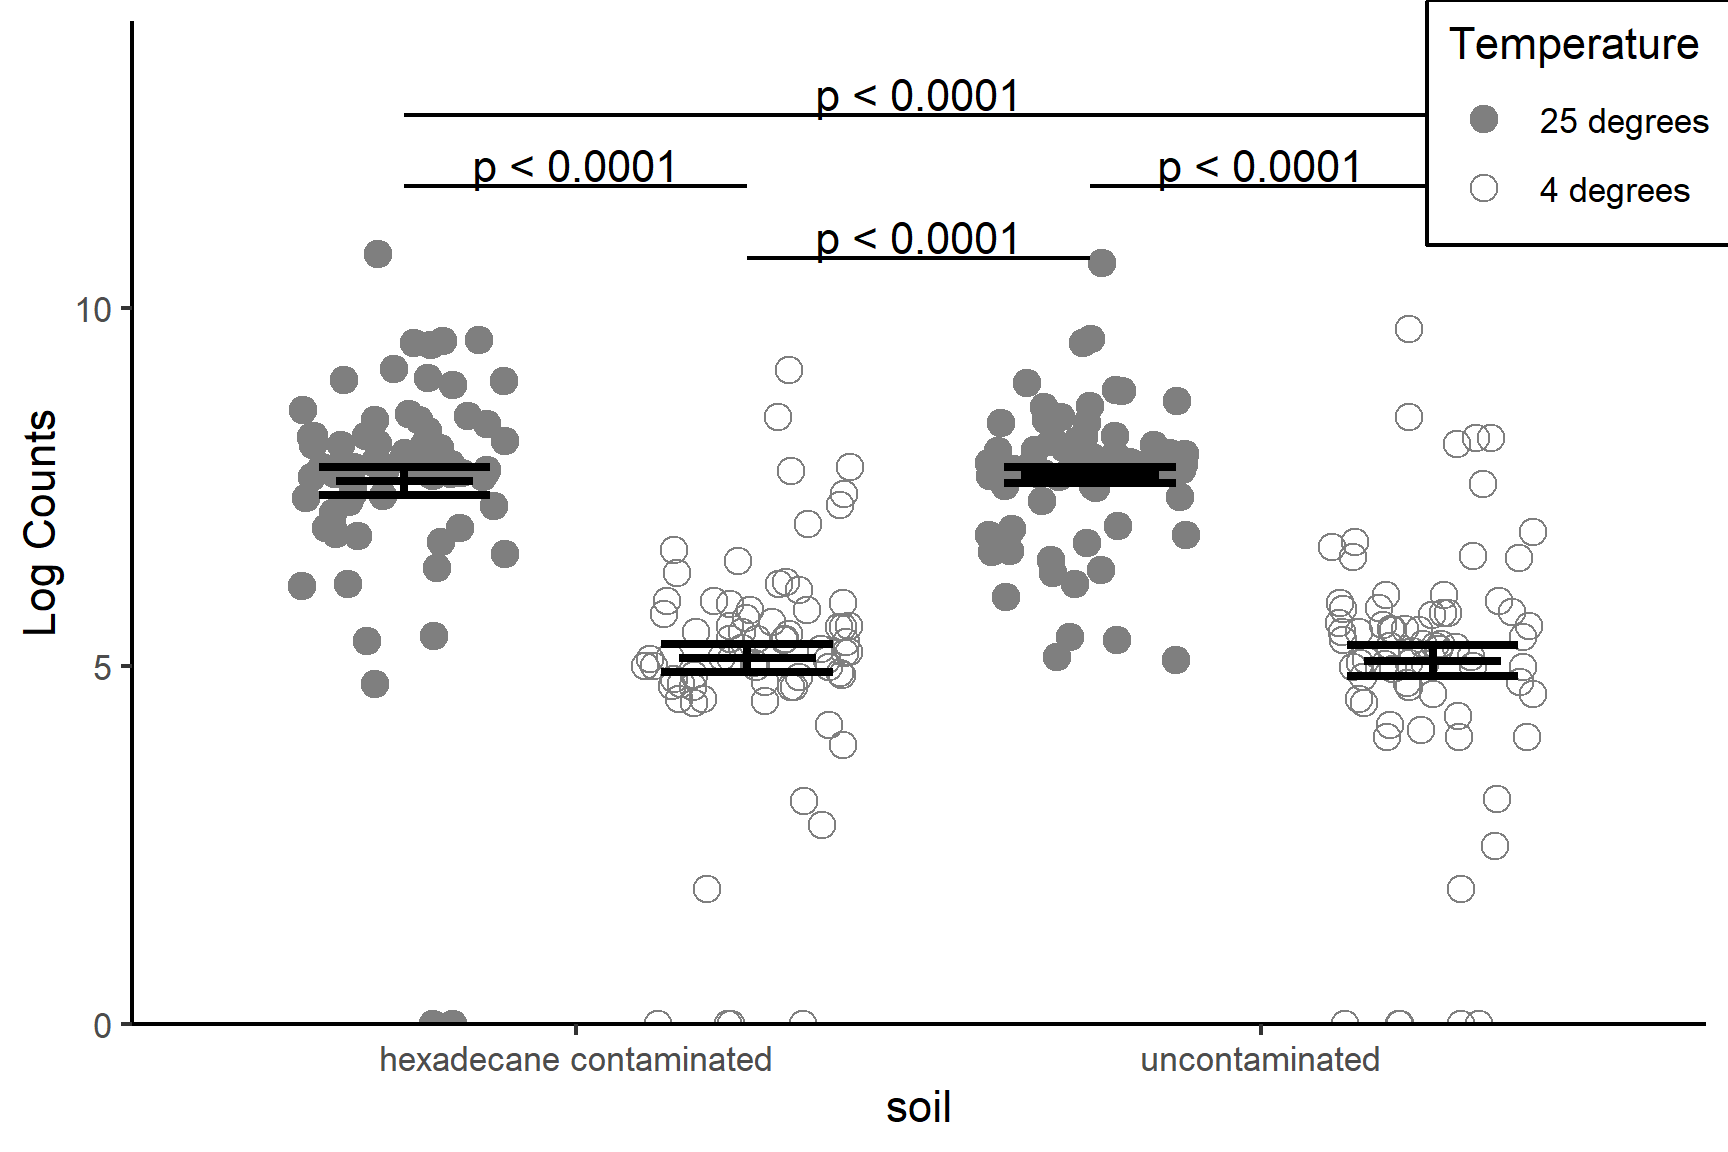 Temperature
25 degrees
4 degrees
p < 0.0001
p < 0.0001
p < 0.0001
p < 0.0001
10
5
0
Log Counts
hexadecane contaminated
uncontaminated
soil